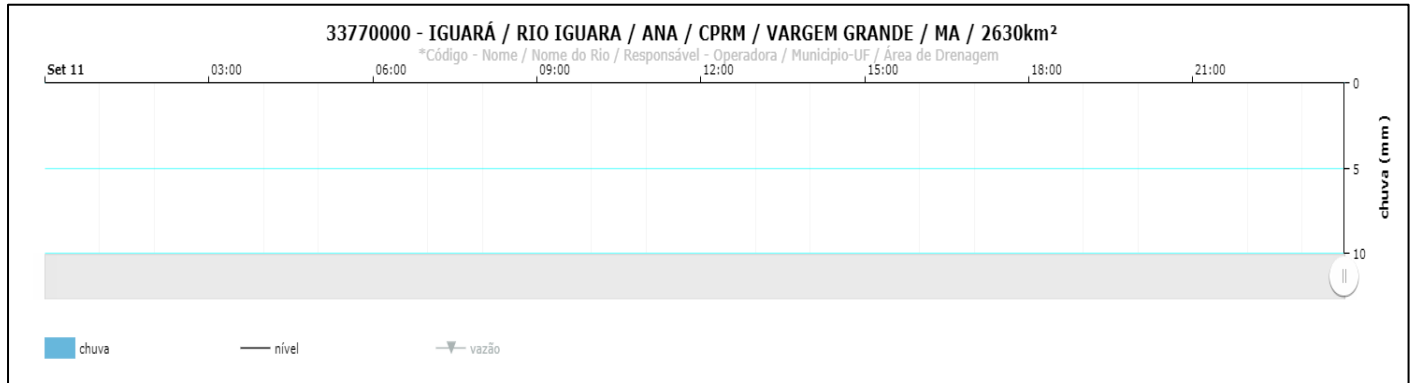 33770000 - IGUARÁ / RIO IGUARA / ANA / CPRM / VARGEM GRANDE / MA / 2630km²
*Código - Nome / Nome do Rio / Responsável - Operadora / Municipio-UF / Área de Drenagem
Set 11 03:00 06:00 09:00 12:00 15:00 18:00 21:00
0
5
10
chuva (mm)
chuva nível vazão